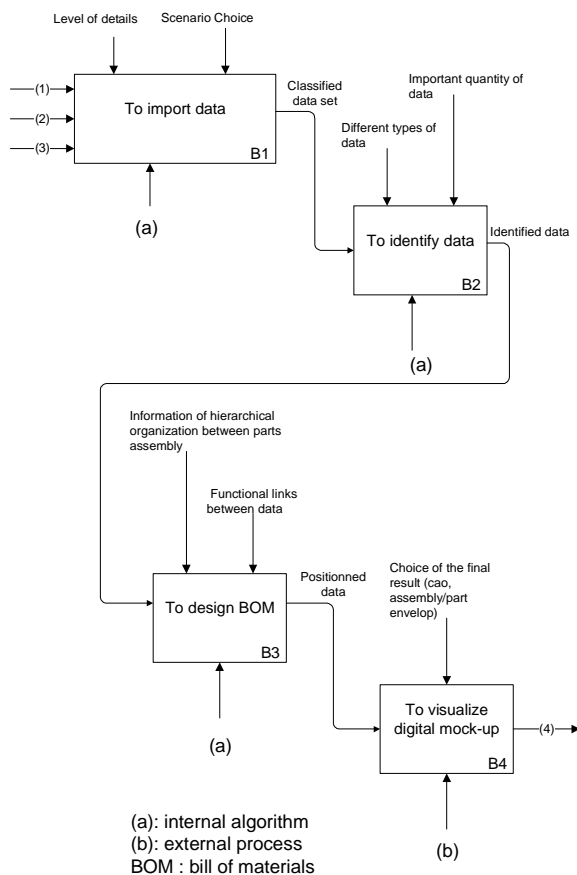 Level of details
Scenario Choice
(1)
(2)
(3)
To import data
B1
Classified
data set
(a)
Important quantity of
data
Different types of
data
To identify data
B2
Identified data
(a)
Information of hierarchical
organization between parts
assembly
Functional links
between data
To design BOM
B3
Positionned
data
(a)
Choice of the final
result (cao,
assembly/part
envelop)
To visualize
digital mock-up
B4
(4)
(b)
(a): internal algorithm
(b): external process
BOM : bill of materials